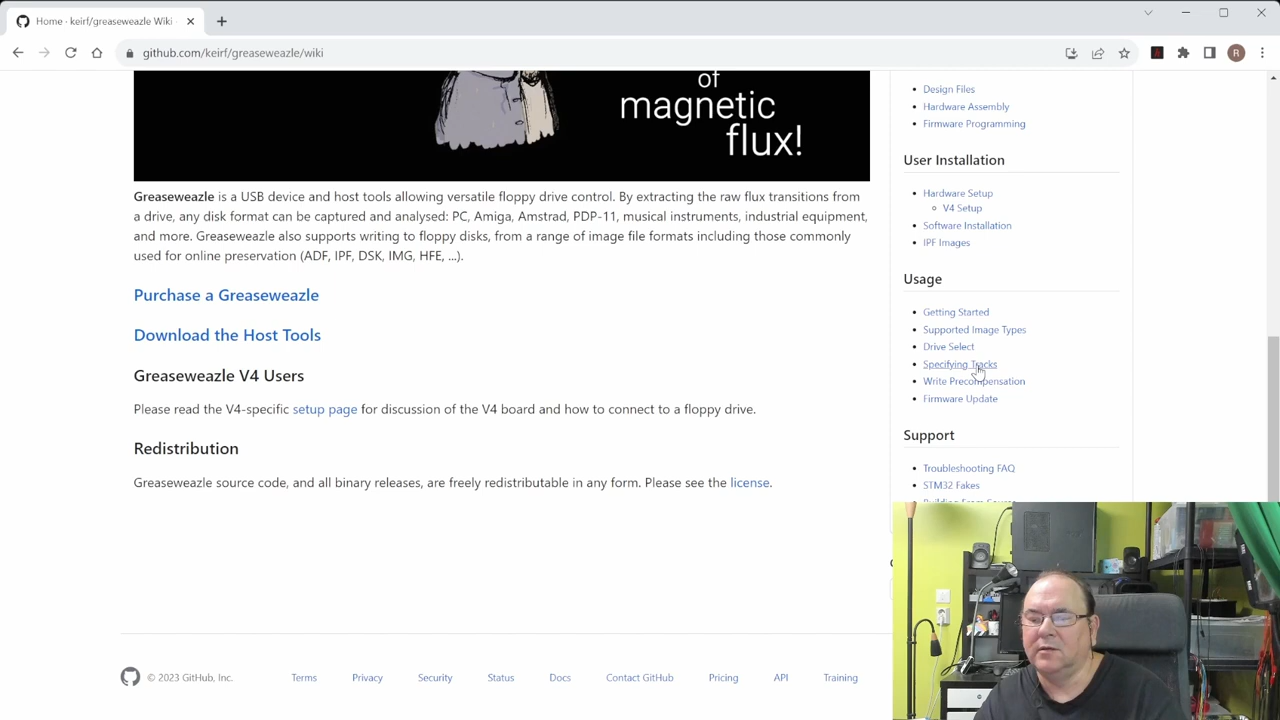 Home · keirf/greaseweazle Wiki
github.com/keirf/greaseweazle/wiki
R
of
magnetic
flux!
Greaseweazle is a USB device and host tools allowing versatile floppy drive control. By extracting the raw flux transitions from
a drive, any disk format can be captured and analysed: PC, Amiga, Amstrad, PDP-11, musical instruments, industrial equipment,
and more. Greaseweazle also supports writing to floppy disks, from a range of image file formats including those commonly
used for online preservation (ADF, IPF, DSK, IMG, HFE, ...).
Purchase a Greaseweazle
Download the Host Tools
Greaseweazle V4 Users
Please read the V4-specific setup page for discussion of the V4 board and how to connect to a floppy drive.
Redistribution
Greaseweazle source code, and all binary releases, are freely redistributable in any form. Please see the license.
Design Files
Hardware Assembly
Firmware Programming
User Installation
Hardware Setup
V4 Setup
Software Installation
IPF Images
Usage
Getting Started
Supported Image Types
Drive Select
Specifying Tracks
Write Precompensation
Firmware Update
Support
Troubleshooting FAQ
STM32 Fakes
Building From Source
© 2023 GitHub, Inc.
Terms
Privacy
Security
Status
Docs
Contact GitHub
Pricing
API
Training